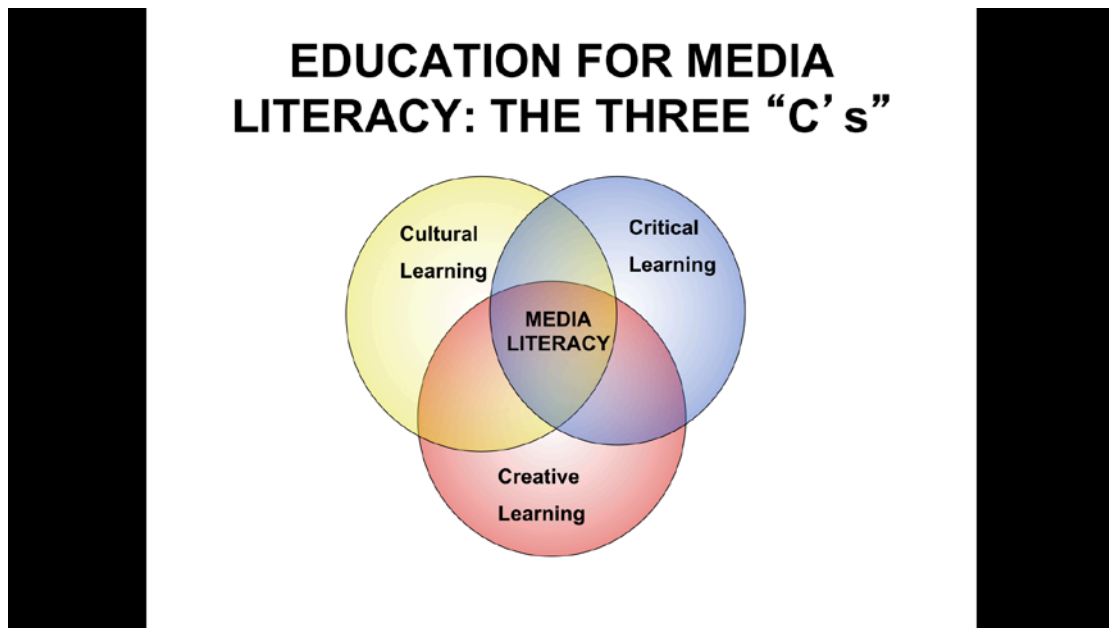 EDUCATION FOR MEDIA
LITERACY: THE THREE “C’s”
Cultural
Learning
Critical
Learning
MEDIA
LITERACY
Creative
Learning